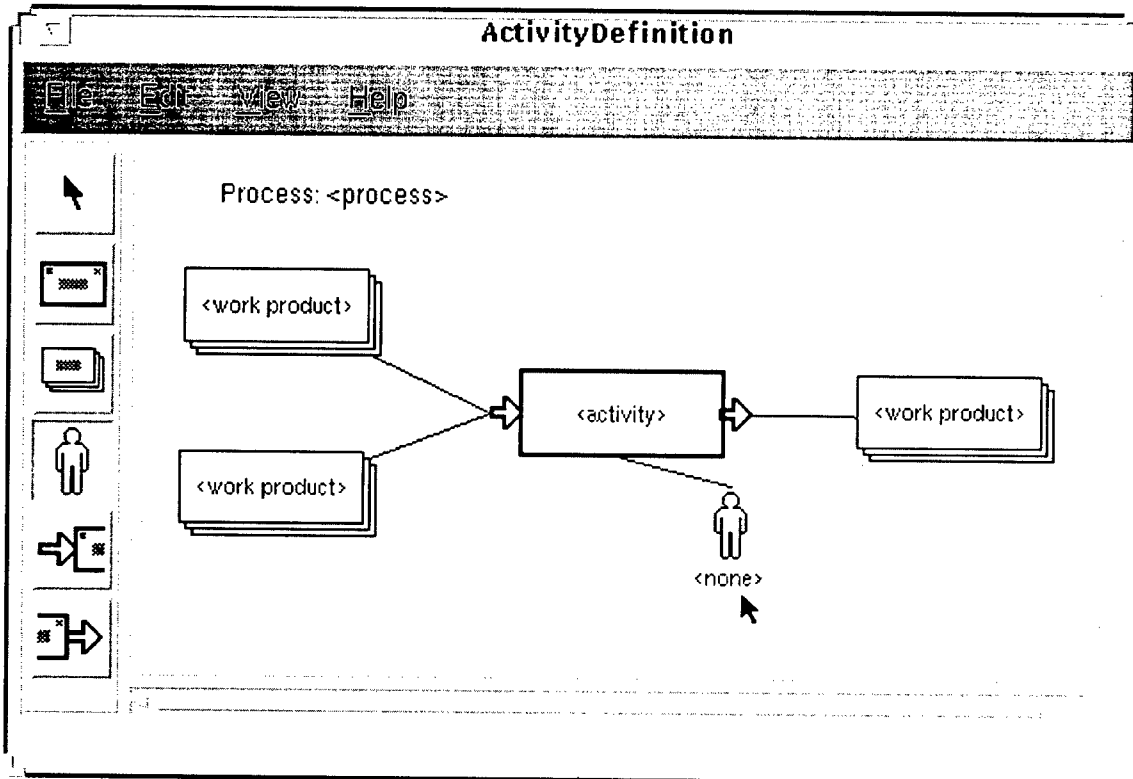 ActivityDefinition
File Edit View Help
Process: <process>
<work product>
<activity>
<work product>
<work product>
<none>